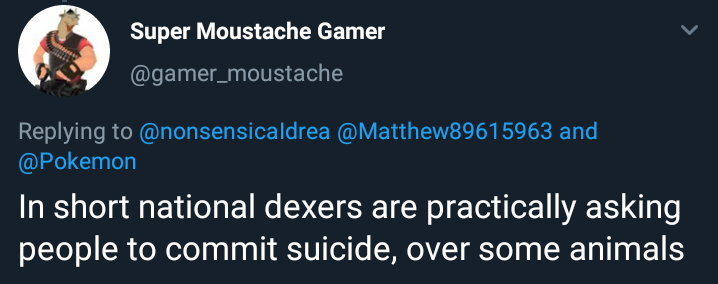 Super Moustache Gamer
@gamer_moustache
Replying to @nonsensicaldrea @Matthew89615963 and
@Pokemon
In short national dexers are practically asking
people to commit suicide, over some animals